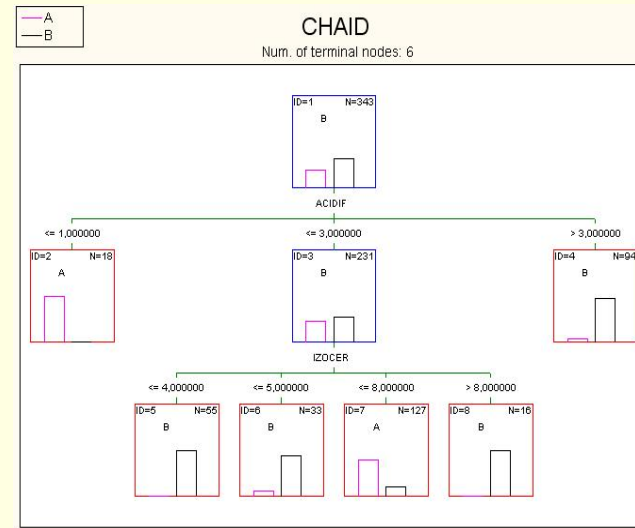 A
B
CHAID
Num. of terminal nodes: 6
ID=1 N=343
B
ACIDIF
<= 1,000000 <= 3,000000 > 3,000000
ID=2 N=18 ID=3 N=231 ID=4 N=94
A B B
IZOCER
<= 4,000000 <= 5,000000 <= 8,000000 > 8,000000
ID=5 N=55 ID=6 N=33 ID=7 N=127 ID=8 N=16
B B A B